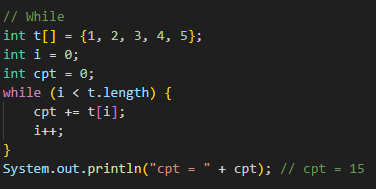 // While
int t[] = {1, 2, 3, 4, 5};
int i = 0;
int cpt = 0;
while (i < t.length) {
    cpt += t[i];
    i++;
}
System.out.println("cpt = " + cpt); // cpt = 15